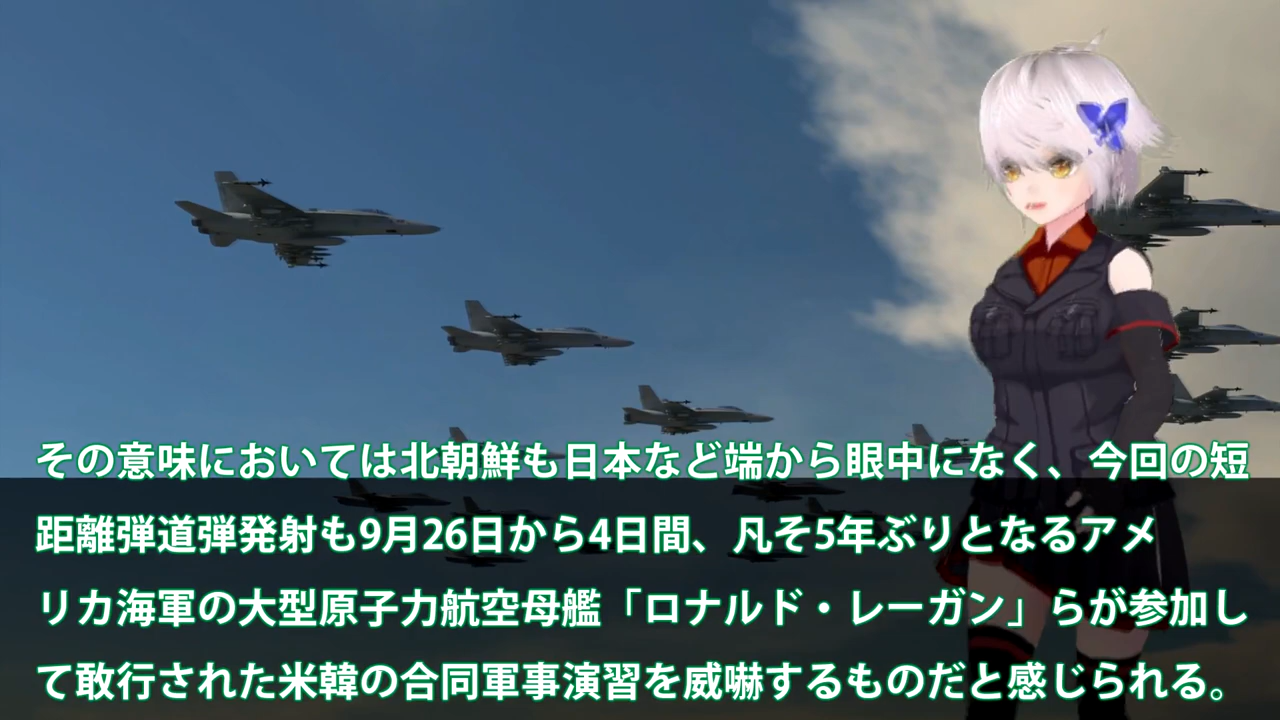 その意味においては北朝鮮も日本など端から眼中になく、今回の短
距離弾道弾発射も9月26日から4日間、凡そ5年ぶりとなるアメ
リカ海軍の大型原子力航空母艦「ロナルド・レーガン」らが参加し
て敢行された米韓の合同軍事演習を威嚇するものだと感じられる。